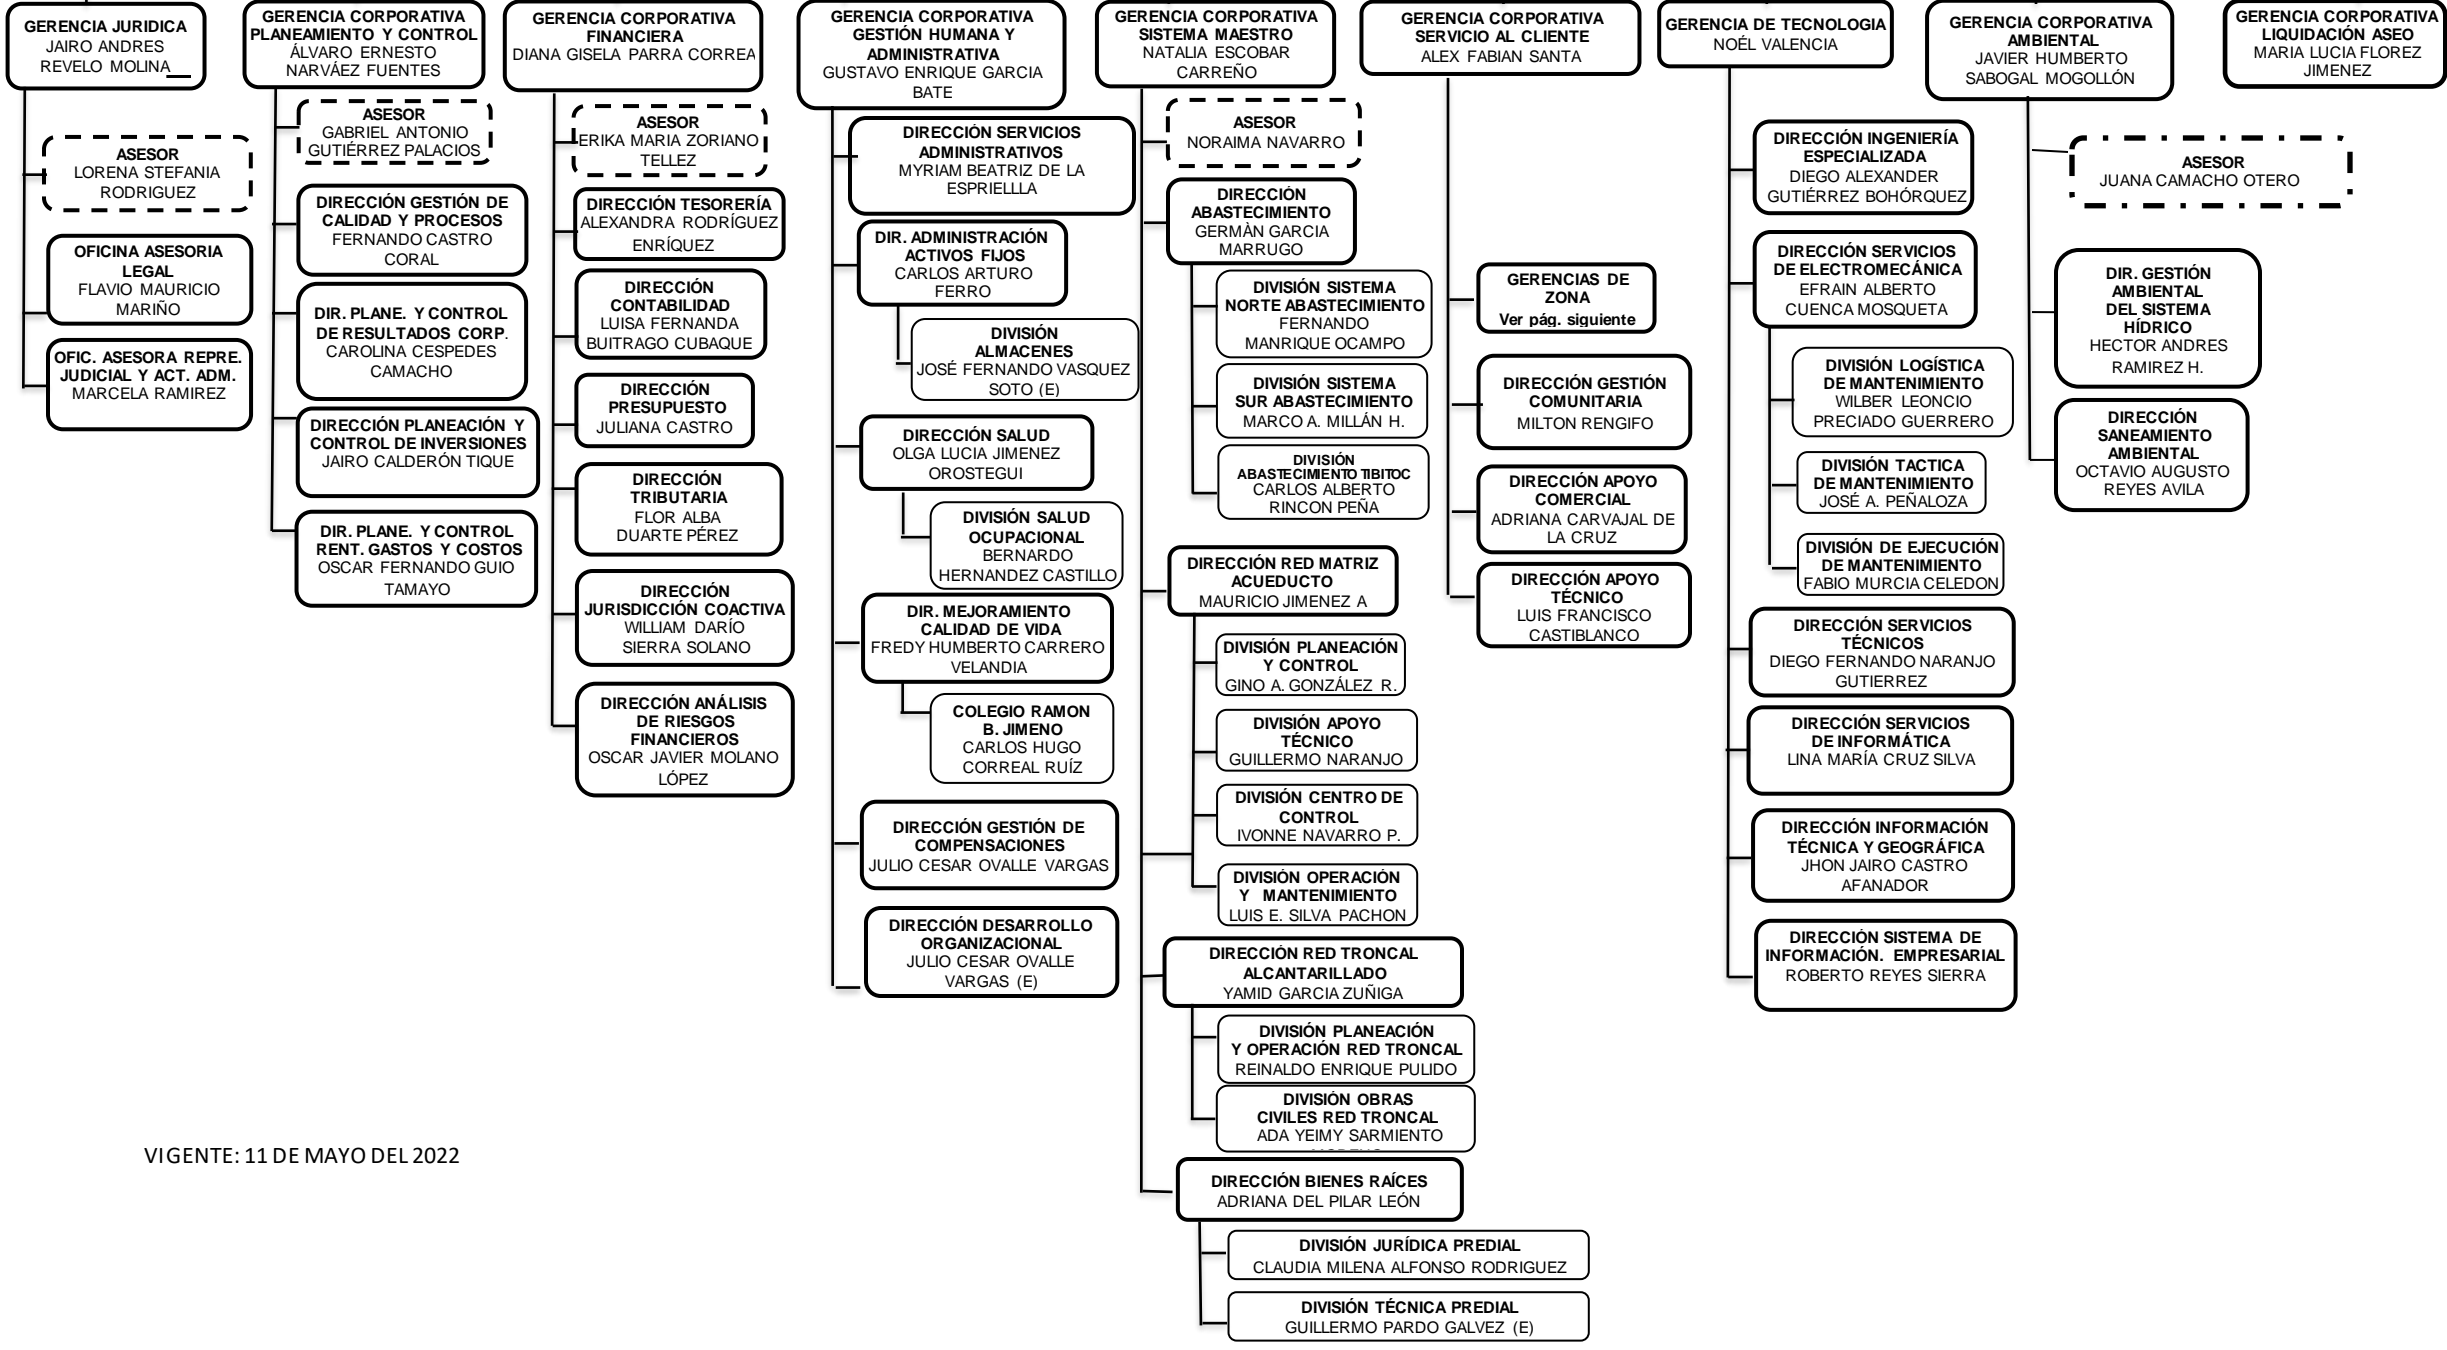 GERENCIA JURIDICA
JAIRO ANDRES
REVELO MOLINA
ASESOR
LORENA STEFANIA
RODRIGUEZ
OFICINA ASESORIA
LEGAL
FLAVIO MAURICIO
MARIÑO
OFIC. ASESORA REPRE.
JUDICIAL Y ACT. ADM.
MARCELA RAMIREZ
GERENCIA CORPORATIVA
PLANEAMIENTO Y CONTROL
ÁLVARO ERNESTO
NARVÁEZ FUENTES
ASESOR
GABRIEL ANTONIO
GUTIÉRREZ PALACIOS
DIRECCIÓN GESTIÓN DE
CALIDAD Y PROCESOS
FERNANDO CASTRO
CORAL
DIR. PLANE. Y CONTROL
DE RESULTADOS CORP.
CAROLINA CESPEDES
CAMACHO
DIRECCIÓN PLANEACIÓN Y
CONTROL DE INVERSIONES
JAIRO CALDERÓN TIQUE
DIR. PLANE. Y CONTROL
RENT. GASTOS Y COSTOS
OSCAR FERNANDO GUIO
TAMAYO
GERENCIA CORPORATIVA
FINANCIERA
DIANA GISELA PARRA CORREA
ASESOR
ERIKA MARIA ZORIANO
TELLEZ
DIRECCIÓN TESORERÍA
ALEXANDRA RODRÍGUEZ
ENRÍQUEZ
DIRECCIÓN
CONTABILIDAD
LUISA FERNANDA
BUITRAGO CUBAQUE
DIRECCIÓN
PRESUPUESTO
JULIANA CASTRO
DIRECCIÓN
TRIBUTARIA
FLOR ALBA
DUARTE PÉREZ
DIRECCIÓN
JURISDICCIÓN COACTIVA
WILLIAM DARÍO
SIERRA SOLANO
DIRECCIÓN ANÁLISIS
DE RIESGOS
FINANCIEROS
OSCAR JAVIER MOLANO
LÓPEZ
GERENCIA CORPORATIVA
GESTIÓN HUMANA Y
ADMINISTRATIVA
GUSTAVO ENRIQUE GARCIA
BATE
DIRECCIÓN SERVICIOS
ADMINISTRATIVOS
MYRIAM BEATRIZ DE LA
ESPRIELLLA
DIR. ADMINISTRACIÓN
ACTIVOS FIJOS
CARLOS ARTURO
FERRO
DIVISIÓN
ALMACENES
JOSÉ FERNANDO VASQUEZ
SOTO (E)
DIRECCIÓN SALUD
OLGA LUCIA JIMENEZ
OROSTEGUI
DIVISIÓN SALUD
OCUPACIONAL
BERNARDO
HERNANDEZ CASTILLO
DIR. MEJORAMIENTO
CALIDAD DE VIDA
FREDY HUMBERTO CARRERO
VELANDIA
COLEGIO RAMON
B. JIMENO
CARLOS HUGO
CORREAL RUÍZ
DIRECCIÓN GESTIÓN DE
COMPENSACIONES
JULIO CESAR OVALLE VARGAS
DIRECCIÓN DESARROLLO
ORGANIZACIONAL
JULIO CESAR OVALLE
VARGAS (E)
GERENCIA CORPORATIVA
SISTEMA MAESTRO
NATALIA ESCOBAR
CARREÑO
ASESOR
NORAIMA NAVARRO
DIRECCIÓN
ABASTECIMIENTO
GERMÀN GARCIA
MARRUGO
DIVISIÓN SISTEMA
NORTE ABASTECIMIENTO
FERNANDO
MANRIQUE OCAMPO
DIVISIÓN SISTEMA
SUR ABASTECIMIENTO
MARCO A. MILLÁN H.
DIVISIÓN
ABASTECIMIENTO TIBITOC
CARLOS ALBERTO
RINCON PEÑA
DIRECCIÓN RED MATRIZ
ACUEDUCTO
MAURICIO JIMENEZ A
DIVISIÓN PLANEACIÓN
Y CONTROL
GINO A. GONZÁLEZ R.
DIVISIÓN APOYO
TÉCNICO
GUILLERMO NARANJO
DIVISIÓN CENTRO DE
CONTROL
IVONNE NAVARRO P.
DIVISIÓN OPERACIÓN
Y MANTENIMIENTO
LUIS E. SILVA PACHON
DIRECCIÓN RED TRONCAL
ALCANTARILLADO
YAMID GARCIA ZUÑIGA
DIVISIÓN PLANEACIÓN
Y OPERACIÓN RED TRONCAL
REINALDO ENRIQUE PULIDO
DIVISIÓN OBRAS
CIVILES RED TRONCAL
ADA YEIMY SARMIENTO
DIRECCIÓN BIENES RAÍCES
ADRIANA DEL PILAR LEÓN
DIVISIÓN JURÍDICA PREDIAL
CLAUDIA MILENA ALFONSO RODRIGUEZ
DIVISIÓN TÉCNICA PREDIAL
GUILLERMO PARDO GALVEZ (E)
GERENCIA CORPORATIVA
SERVICIO AL CLIENTE
ALEX FABIAN SANTA
GERENCIAS DE
ZONA
Ver pág. siguiente
DIRECCIÓN GESTIÓN
COMUNITARIA
MILTON RENGIFO
DIRECCIÓN APOYO
COMERCIAL
ADRIANA CARVAJAL DE
LA CRUZ
DIRECCIÓN APOYO
TÉCNICO
LUIS FRANCISCO
CASTIBLANCO
GERENCIA DE TECNOLOGIA
NOÉL VALENCIA
DIRECCIÓN INGENIERÍA
ESPECIALIZADA
DIEGO ALEXANDER
GUTIÉRREZ BOHÓRQUEZ
DIRECCIÓN SERVICIOS
DE ELECTROMECÁNICA
EFRAIN ALBERTO
CUENCA MOSQUETA
DIVISIÓN LOGÍSTICA
DE MANTENIMIENTO
WILBER LEONCIO
PRECIADO GUERRERO
DIVISIÓN TACTICA
DE MANTENIMIENTO
JOSÉ A. PEÑALOZA
DIVISIÓN DE EJECUCIÓN
DE MANTENIMIENTO
FABIO MURCIA CELEDON
DIRECCIÓN SERVICIOS
TÉCNICOS
DIEGO FERNANDO NARANJO
GUTIERREZ
DIRECCIÓN SERVICIOS
DE INFORMÁTICA
LINA MARÍA CRUZ SILVA
DIRECCIÓN INFORMACIÓN
TÉCNICA Y GEOGRÁFICA
JHON JAIRO CASTRO
AFANADOR
DIRECCIÓN SISTEMA DE
INFORMACIÓN. EMPRESARIAL
ROBERTO REYES SIERRA
GERENCIA CORPORATIVA
AMBIENTAL
JAVIER HUMBERTO
SABOGAL MOGOLLÓN
ASESOR
JUANA CAMACHO OTERO
DIR. GESTIÓN
AMBIENTAL
DEL SISTEMA
HÍDRICO
HECTOR ANDRES
RAMIREZ H.
DIRECCIÓN
SANEAMIENTO
AMBIENTAL
OCTAVIO AUGUSTO
REYES AVILA
GERENCIA CORPORATIVA
LIQUIDACIÓN ASEO
MARIA LUCIA FLOREZ
JIMENEZ
VIGENTE: 11 DE MAYO DEL 2022